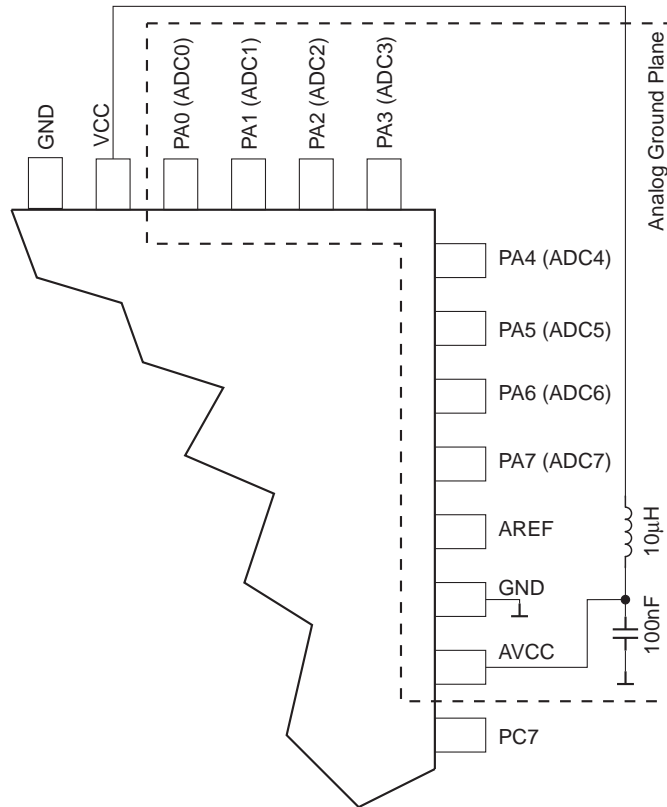 GND
VCC
PA0 (ADC0)
PA1 (ADC1)
PA2 (ADC2)
PA3 (ADC3)
Analog Ground Plane
PA4 (ADC4)
PA5 (ADC5)
PA6 (ADC6)
PA7 (ADC7)
AREF
10μH
GND
AVCC
100nF
PC7